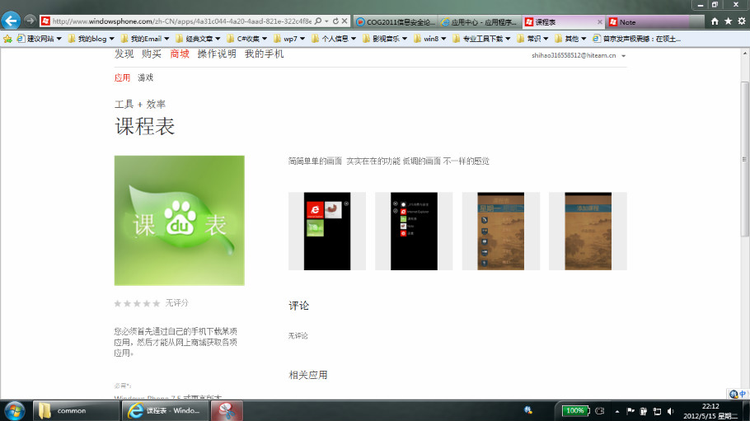 http://www.windowsphone.com/zh-CN/apps/4a31c044-4a20-4aad-821e-322c4f8e
COG2011信息安全论...
应用中心 - 应用程序...
课程表
Note
建议网站
我的blog
我的Email
经典文章
C#收集
wp7
个人信息
影视音乐
win8
专业工具下载
常识
其他
首京发声极表撼：在领土...
发现 购买 商城 操作说明 我的手机
shihao316558512@hiteam.cn
应用 游戏
工具 + 效率
课程表
简简单单的画面 实实在在的功能 低调的画面 不一样的感觉
课 du 表
无评分
评论
您必须首先通过自己的手机下载某项
应用，然后才能从网上商城获取各项
应用。
无评论
相关应用
必需*:
Windows Phone 7.5 或更高版本
common
课程表 - Windo...
100%
22:12
2012/5/15 星期二